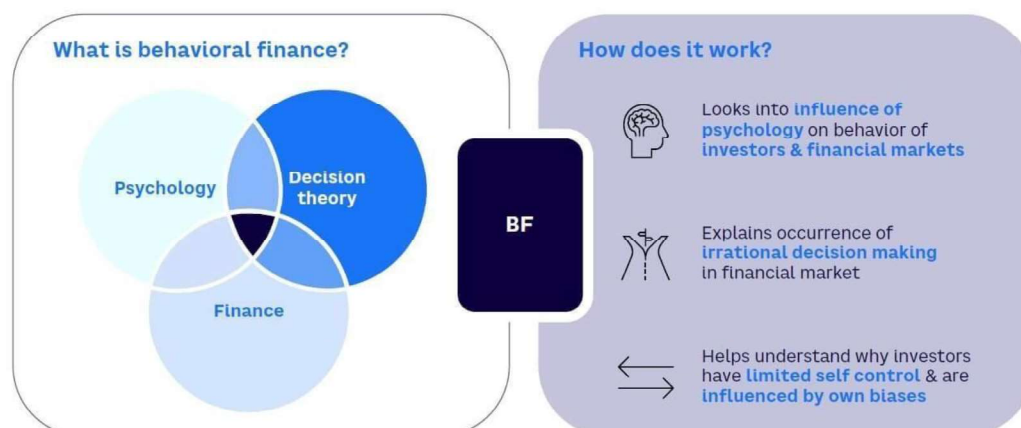 What is behavioral finance?
Psychology
Decision
theory
Finance
BF
How does it work?
Looks into influence of
psychology on behavior of
investors & financial markets
Explains occurrence of
irrational decision making
in financial market
Helps understand why investors
have limited self control & are
influenced by own biases